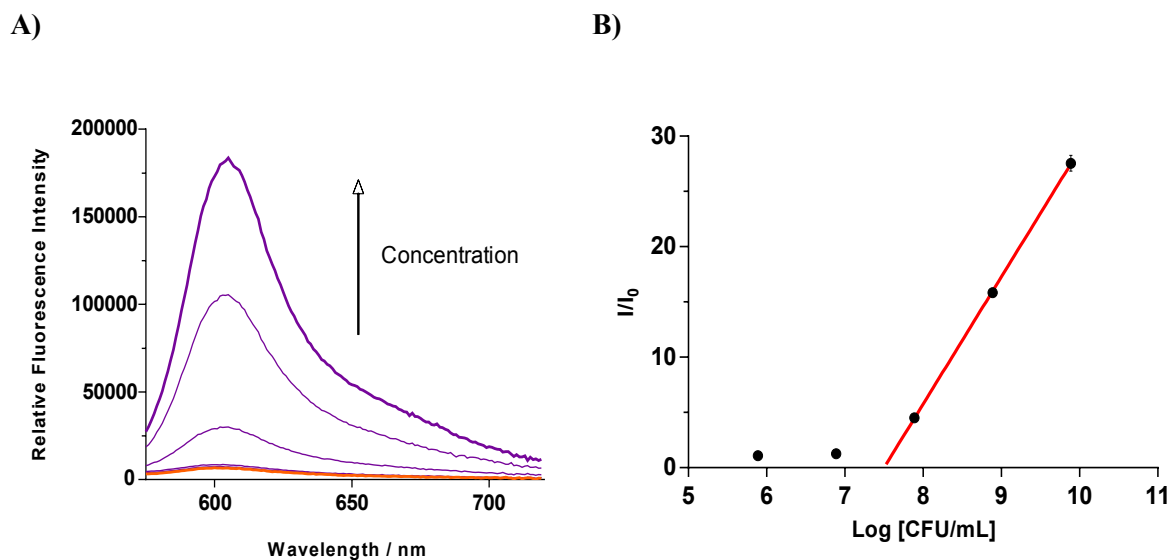 A)
200000
150000
100000
50000
0
Relative Fluorescence Intensity
Concentration
600
650
700
Wavelength / nm
B)
30
20
10
0
I/I0
5
6
7
8
9
10
11
Log [CFU/mL]